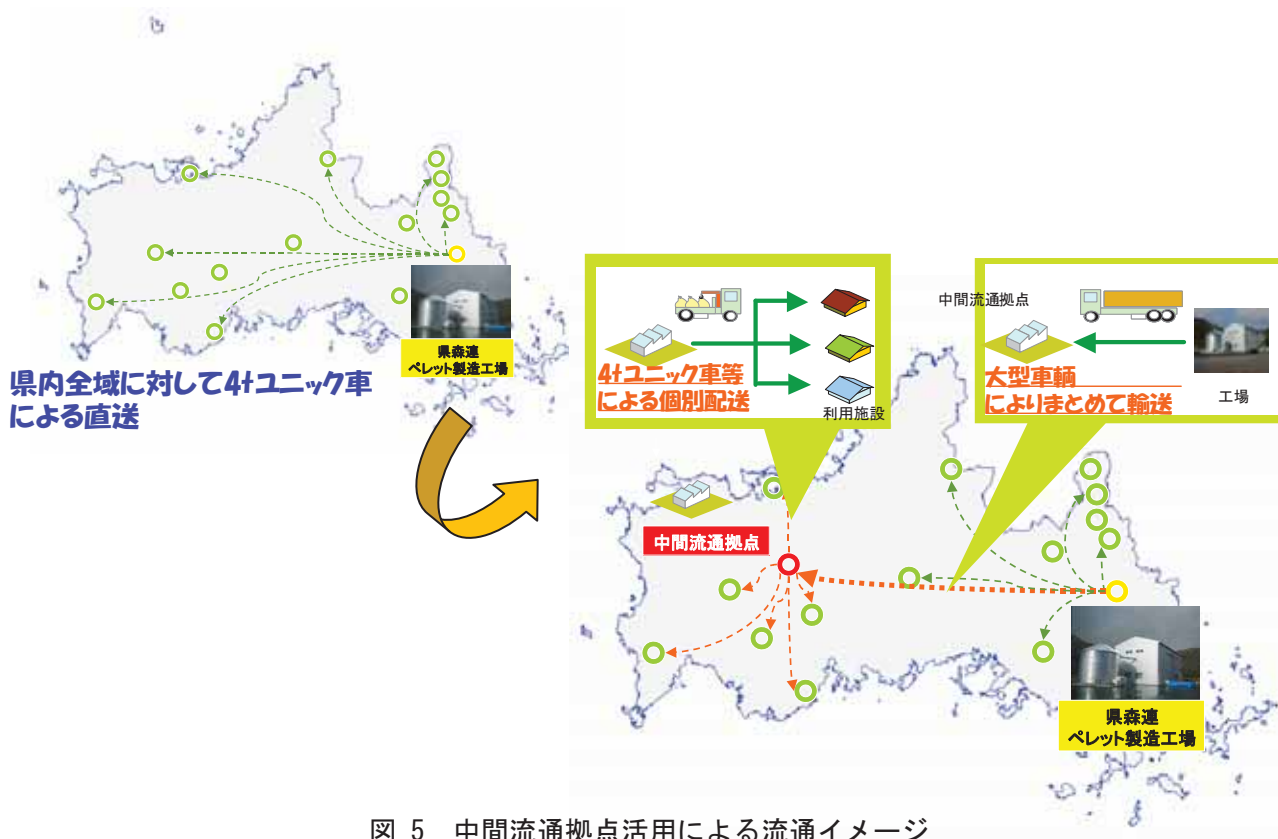 県森連
ペレット製造工場
県内全域に対して4tユニック車
による直送
4tユニック車等
による個別配送
利用施設
中間流通拠点
大型車輌
によりまとめて輸送
工場
中間流通拠点
県森連
ペレット製造工場
図 5 中間流通拠点活用による流通イメージ